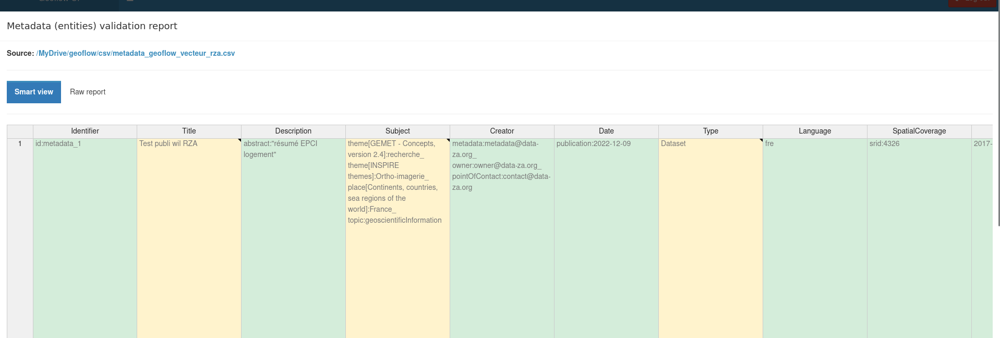 Metadata (entities) validation report
Source: /MyDrive/geoflow/csv/metadata_geoflow_vecteur_rza.csv
Smart view
Raw report
Identifier
Title
Description
Subject
Creator
Date
Type
Language
SpatialCoverage
1
id:metadata_1
Test publi wil RZA
abstract:"résumé EPCI
logement"
theme[GEMET - Concepts,
version 2.4]:recherche_
theme[INSPIRE
themes]:Ortho-imagerie_
place[Continents, countries,
sea regions of the
world]:France_
topic:geoscientificInformation
metadata:metadata@data-
za.org_
owner:owner@data-za.org_
pointOfContact:contact@data-
za.org
publication:2022-12-09
Dataset
fre
srid:4326
2017-